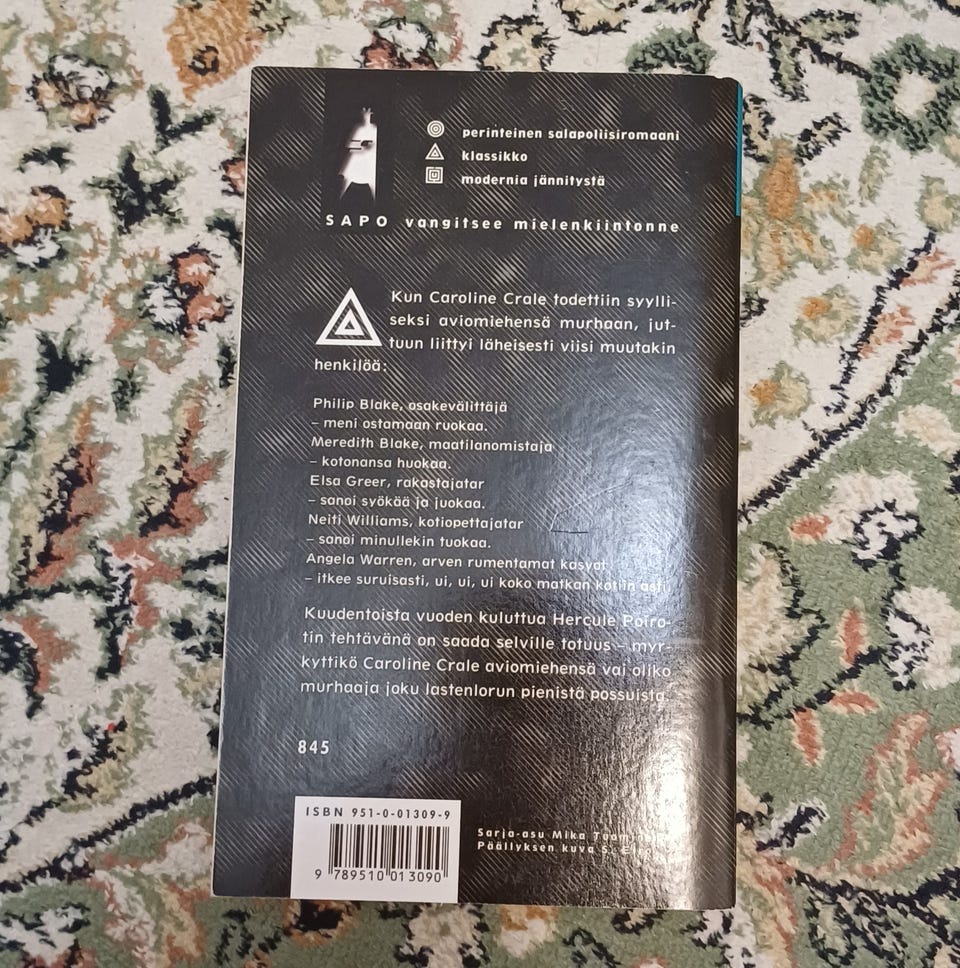 perinteinen salapoliisiromaani
klassikko
modernia jännitystä
SAPO vangitsee mielenkiintonne
Kun Caroline Crale todettiin syylli-
seksi aviomiehensä murhaan, jut-
tuun liittyi läheisesti viisi muutakin
henkilöä:
Philip Blake, osakevälittäjä
– meni ostamaan ruokaa.
Meredith Blake, maatilanomistaja
– kotonansa huokaa.
Elsa Greer, rakastajatar
– sanoi syökää ja juokaa.
Neiti Williams, kotiopettajatar
– sanoi minullekin tuokaa.
Angela Warren, arven rumentamat kasvot
– itkee suruisasti, ui, ui, ui koko matkan kotiin asti.
Kuudentoista vuoden kuluttua Hercule Poiro-
tin tehtävänä on saada selville totuus – myr-
kyttikö Caroline Crale aviomiehensä vai oliko
murhaaja joku lastenlorun pienistä possuista.
845
ISBN 951-0-01309-9
9 789510 013090
Sarja-asu Mika
Päällyksen kuva S.